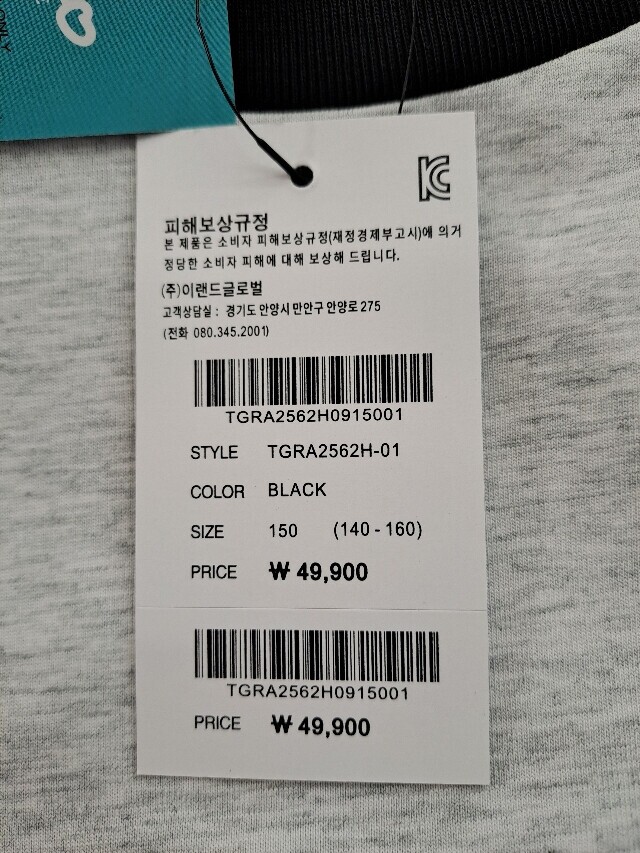 ONLY
KC
피해보상규정
본 제품은 소비자 피해보상규정(재정경제부고시)에 의거
정당한 소비자 피해에 대해 보상해 드립니다.
(주)이랜드글로벌
고객상담실 : 경기도 안양시 만안구 안양로 275
(전화 080.345.2001)
TGRA2562H0915001
STYLE TGRA2562H-01
COLOR BLACK
SIZE 150 (140 - 160)
PRICE ₩ 49,900
TGRA2562H0915001
PRICE ₩ 49,900